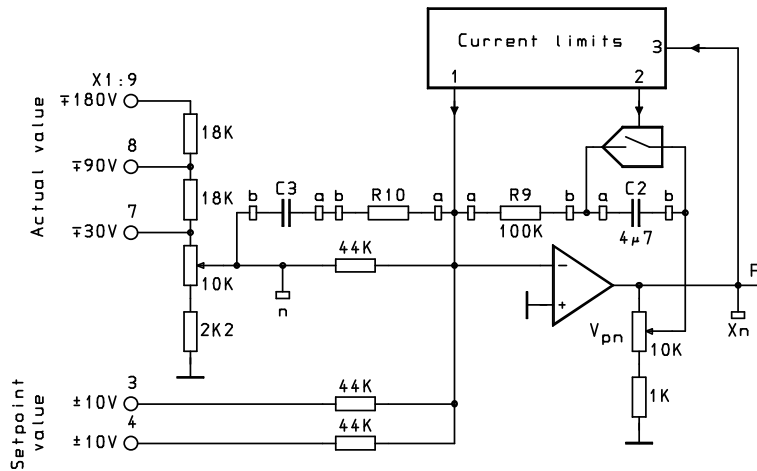 Current limits
3
1
2
X1:9
∓180V
18K
8
∓90V
Actual value
18K
7
∓30V
b
C3
a
b
R10
a
a
R9
b
a
C2
b
100K
4µ7
44K
10K
n
2K2
Vpn
10K
P
Xn
1K
3
±10V
44K
4
±10V
44K
Setpoint
value
−
+